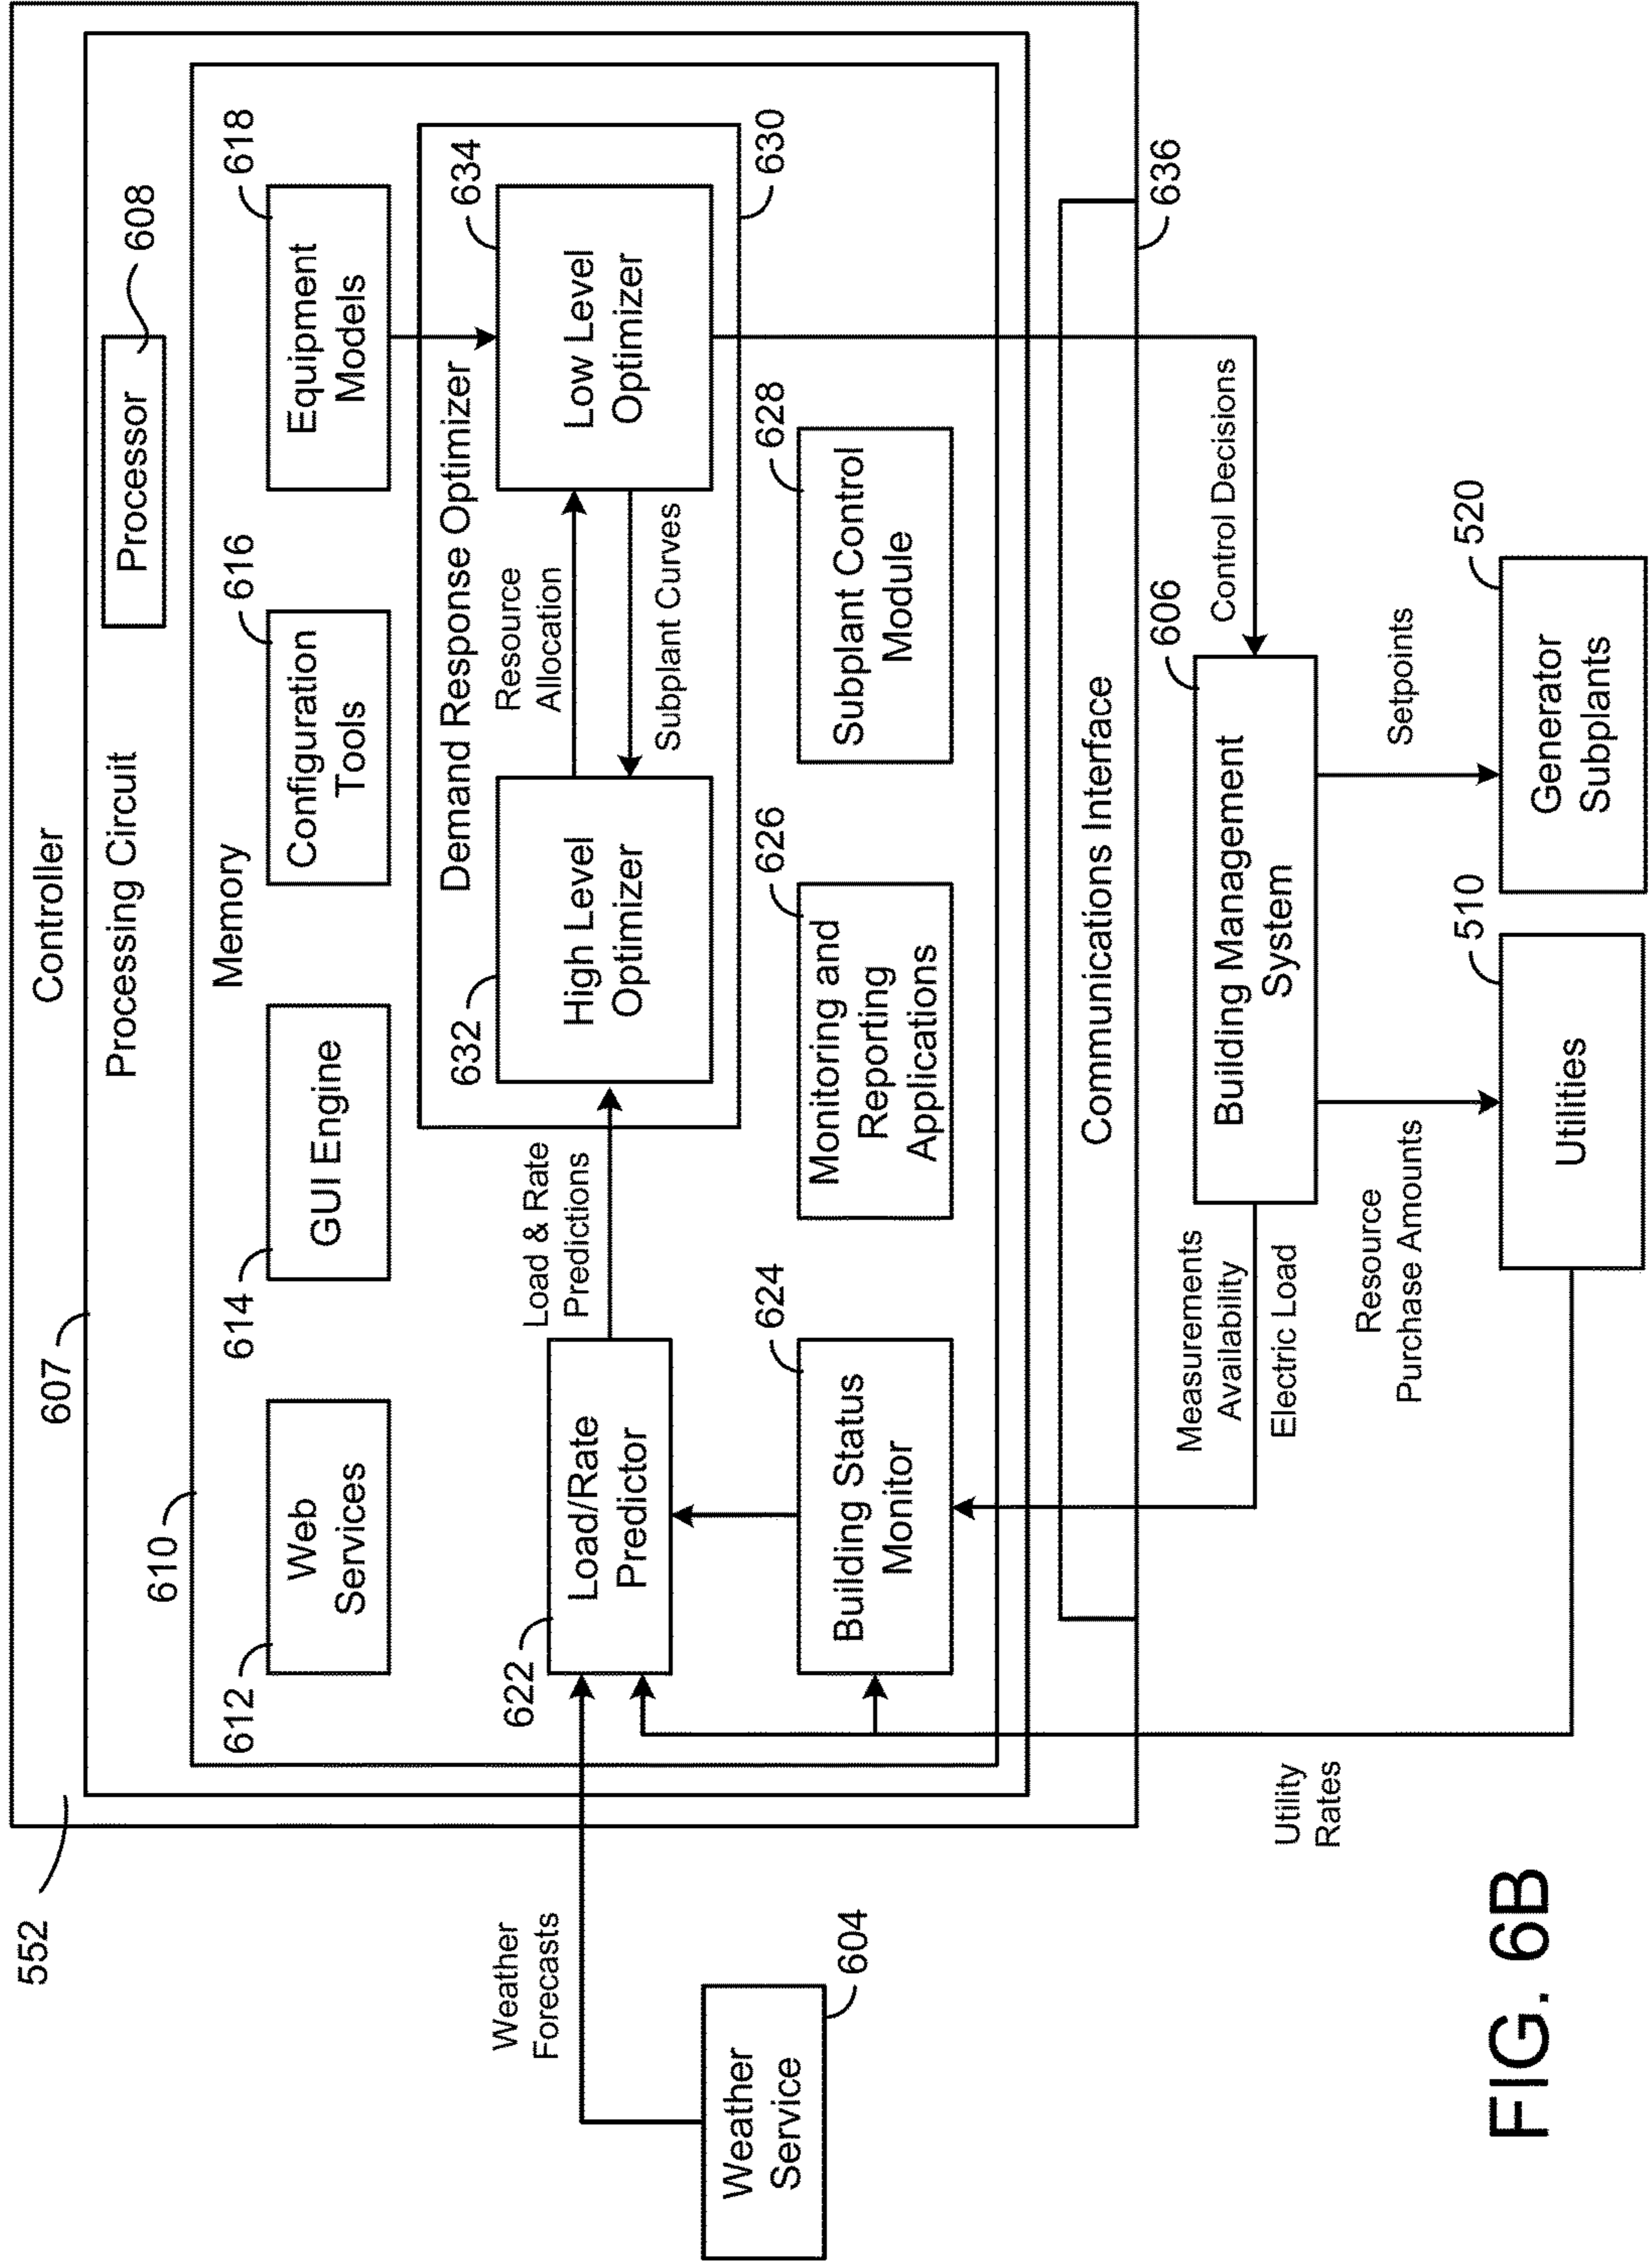 552
607
Controller
Processing Circuit
Processor
608
610
Memory
612
Web
Services
614
GUI Engine
616
Configuration
Tools
618
Equipment
Models
Demand Response Optimizer
632
High Level
Optimizer
Resource
Allocation
Subplant Curves
634
Low Level
Optimizer
630
Weather
Forecasts
622
Load/Rate
Predictor
Load & Rate
Predictions
Weather
Service
604
624
Building Status
Monitor
626
Monitoring and
Reporting
Applications
628
Subplant Control
Module
Communications Interface
636
Measurements
Availability
Electric Load
606
Building Management
System
Control Decisions
Utility
Rates
Resource
Purchase Amounts
Setpoints
510
Utilities
520
Generator
Subplants
FIG. 6B